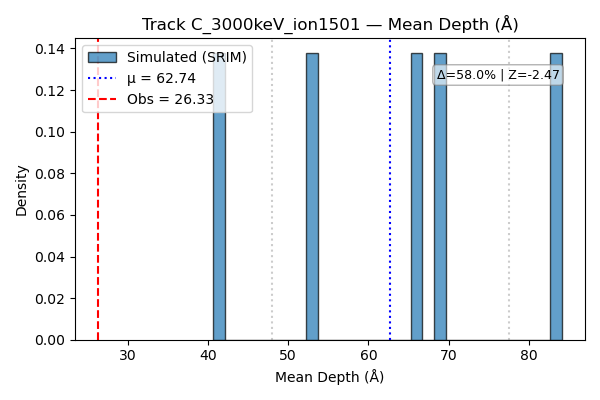 Track C_3000keV_ion1501 — Mean Depth (Å)
Simulated (SRIM)
μ = 62.74
Obs = 26.33
Δ=58.0% | Z=-2.47
Density
0.14
0.12
0.10
0.08
0.06
0.04
0.02
0.00
30
40
50
60
70
80
Mean Depth (Å)